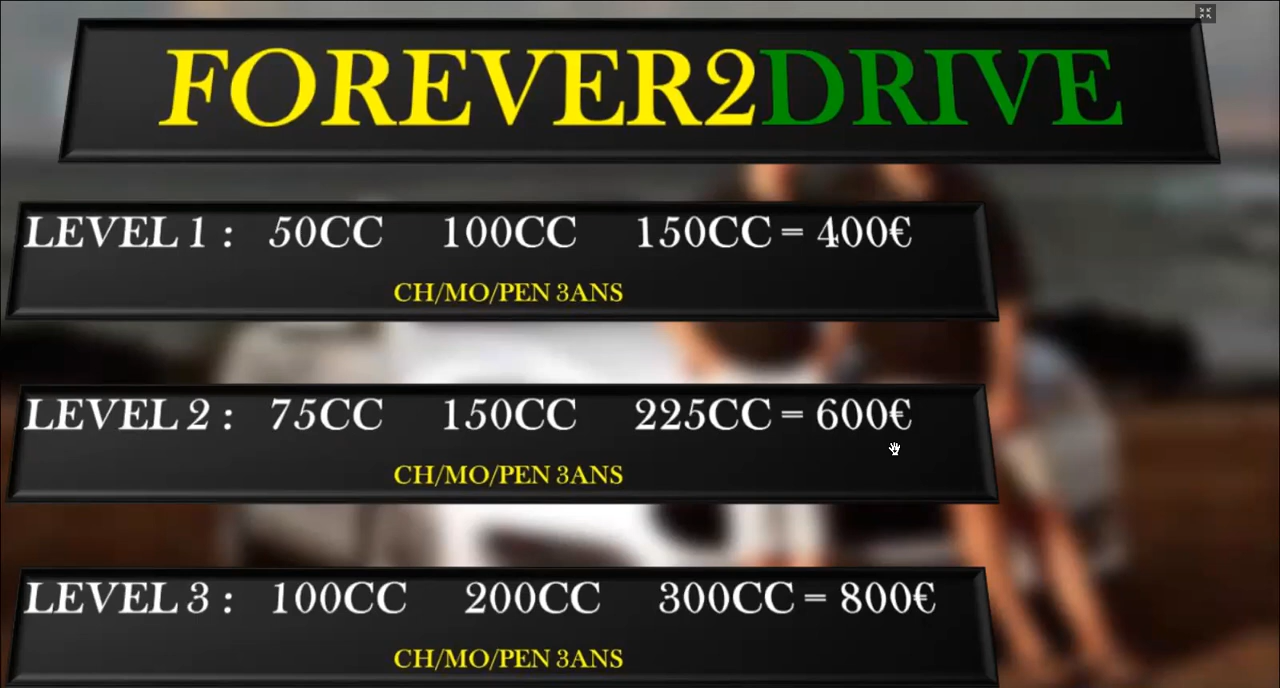 FOREVER2DRIVE
LEVEL 1 : 50CC 100CC 150CC = 400€
CH/MO/PEN 3ANS
LEVEL 2 : 75CC 150CC 225CC = 600€
CH/MO/PEN 3ANS
LEVEL 3 : 100CC 200CC 300CC = 800€
CH/MO/PEN 3ANS